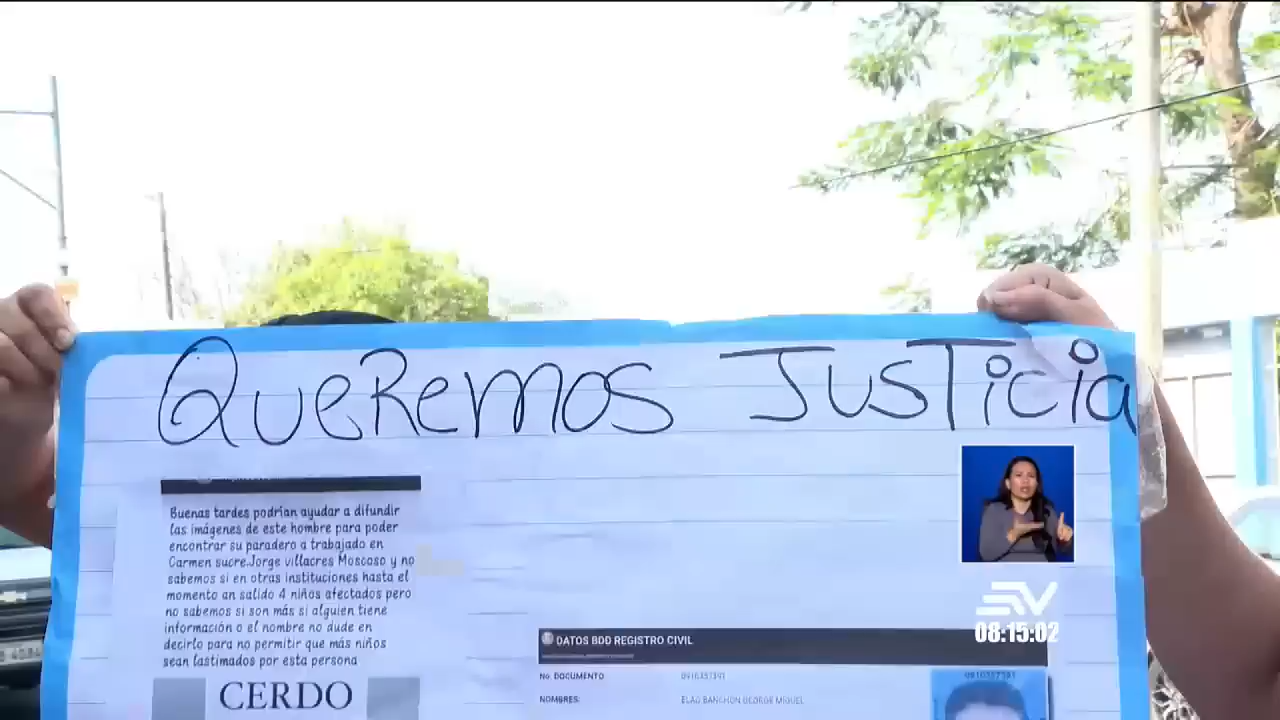 Queremos Justicia
Buenas tardes podrían ayudar a difundir
las imágenes de este hombre para poder
encontrar su paradero a trabajado en
Carmen sucre.Jorge villacres Moscoso y no
sabemos si en otras instituciones hasta el
momento an salido 4 niños afectados pero
no sabemos si son más si alguien tiene
información o el nombre no dude en
decirlo para no permitir que más niños
sean lastimados por esta persona
CERDO
DATOS BDD REGISTRO CIVIL
No. DOCUMENTO
NOMBRES:
EV
08:15:02